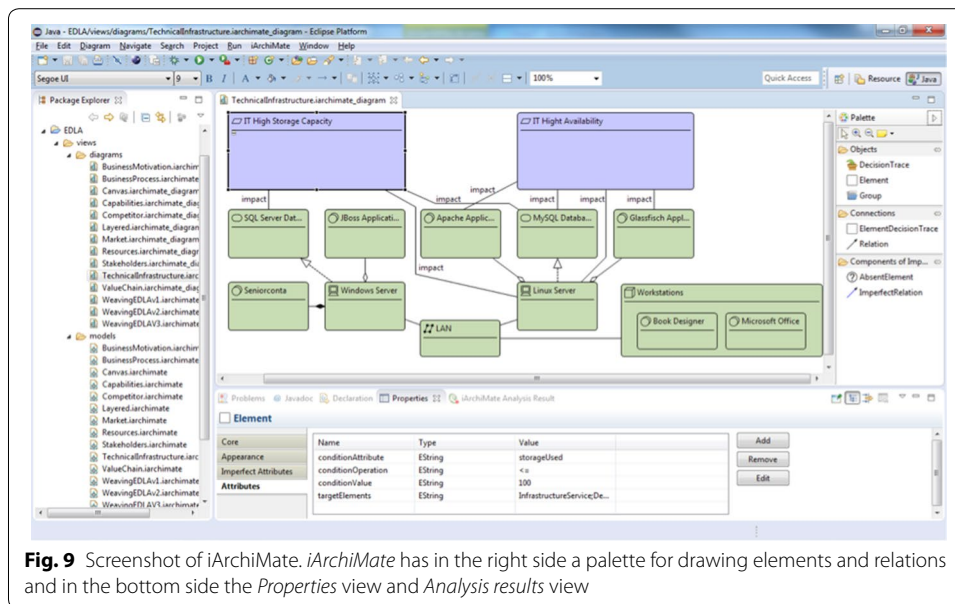 Java - EDLA/views/diagrams/TechnicalInfrastructure.iarchimate_diagram - Eclipse Platform
File Edit Diagram Navigate Search Project Run iArchiMate Window Help
Segoe UI 9 B I A 100% Quick Access Resource Java
Package Explorer
EDLA
views
diagrams
BusinessMotivation.iarchim
BusinessProcess.iarchimate
Canvas.iarchimate_diagram
Capabilities.iarchimate_diag
Competitor.iarchimate_diag
Layered.iarchimate_diagram
Market.iarchimate_diagram
Resources.iarchimate_diagr
Stakeholders.iarchimate_dia
TechnicalInfrastructure.iarc
ValueChain.iarchimate_diag
WeavingEDLAv1.iarchimate
WeavingEDLAv2.iarchimate
WeavingEDLAV3.iarchimate
models
BusinessMotivation.iarchim
BusinessProcess.iarchimate
Canvas.iarchimate
Capabilities.iarchimate
Competitor.iarchimate
Layered.iarchimate
Market.iarchimate
Resources.iarchimate
Stakeholders.iarchimate
TechnicalInfrastructure.iarc
ValueChain.iarchimate
WeavingEDLAv1.iarchimate
WeavingEDLAv2.iarchimate
WeavingEDLAV3.iarchimate
TechnicalInfrastructure.iarchimate_diagram
IT High Storage Capacity
IT Hight Availability
impact
impact
impact
impact
impact
impact
SQL Server Dat...
JBoss Applicati...
Apache Applic...
MySQL Databa...
Glassfisch Appl...
impact
Seniorconta
Windows Server
Linux Server
Workstations
Book Designer
Microsoft Office
LAN
Palette
Objects
DecisionTrace
Element
Group
Connections
ElementDecisionTrace
Relation
Components of Imp...
AbsentElement
ImperfectRelation
Problems Javadoc Declaration Properties iArchiMate Analysis Result
Element
Core
Appearance
Imperfect Attributes
Attributes
Name Type Value
conditionAttribute EString storageUsed
conditionOperation EString <=
conditionValue EString 100
targetElements EString InfrastructureService;De...
Add
Remove
Edit
Fig. 9 Screenshot of iArchiMate. iArchiMate has in the right side a palette for drawing elements and relations
and in the bottom side the Properties view and Analysis results view